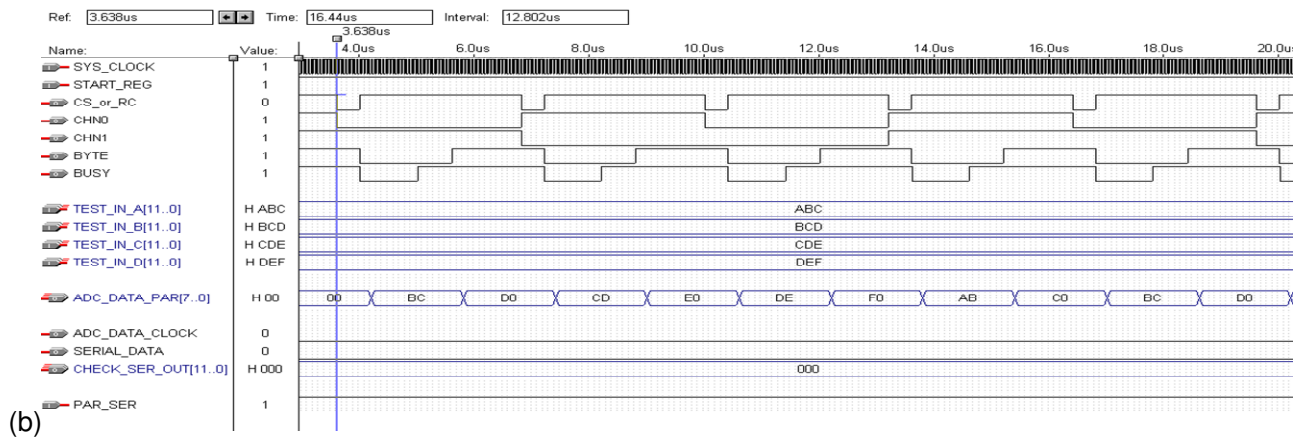 Ref: 3.638us Time: 16.44us Interval: 12.802us
3.638us
Name: Value: 4.0us 6.0us 8.0us 10.0us 12.0us 14.0us 16.0us 18.0us 20.0u
SYS_CLOCK 1
START_REG 1
CS_or_RC 0
CHN0 1
CHN1 1
BYTE 1
BUSY 1
TEST_IN_A[11..0] H ABC ABC
TEST_IN_B[11..0] H BCD BCD
TEST_IN_C[11..0] H CDE CDE
TEST_IN_D[11..0] H DEF DEF
ADC_DATA_PAR[7..0] H 00 00 BC D0 CD E0 DE F0 AB C0 BC D0
ADC_DATA_CLOCK 0
SERIAL_DATA 0
CHECK_SER_OUT[11..0] H 000 000
PAR_SER 1
(b)